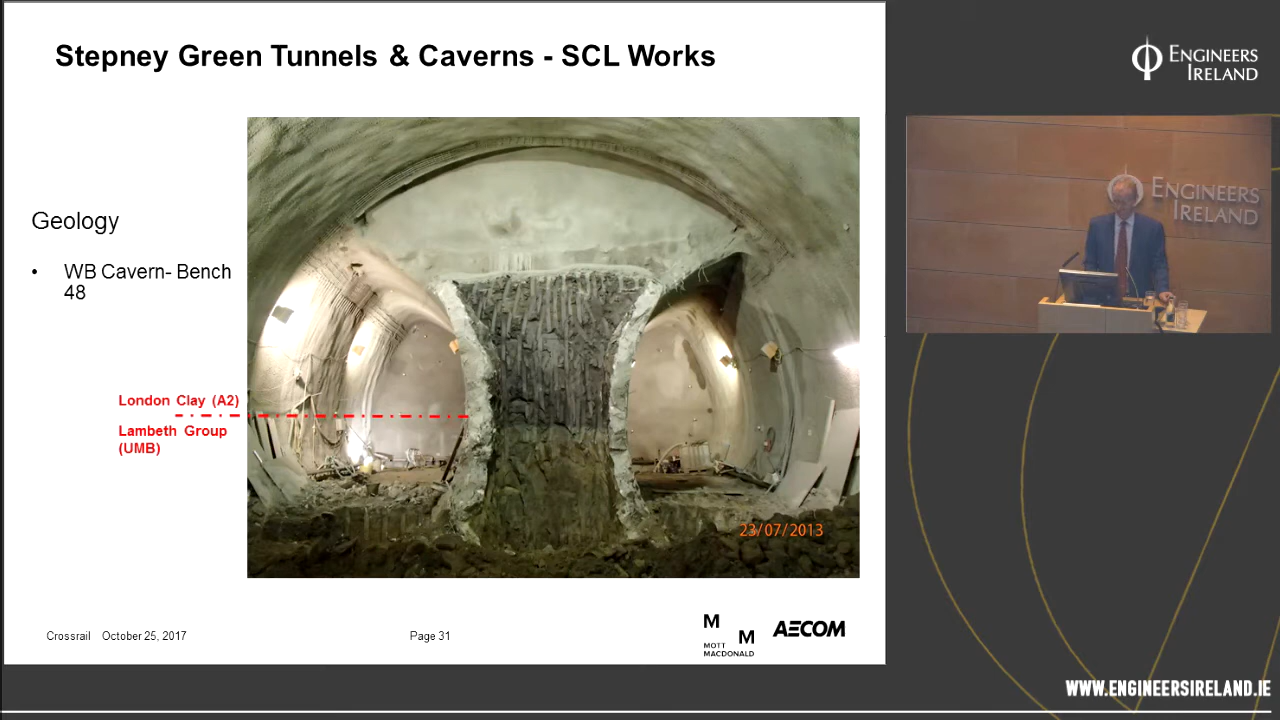 Stepney Green Tunnels & Caverns - SCL Works
Geology
• WB Cavern- Bench
48
London Clay (A2)
Lambeth Group
(UMB)
23/07/2013
Crossrail October 25, 2017
Page 31
M
M
MOTT
MACDONALD
AECOM
ENGINEERS
IRELAND
ENGINEERS
IRELAND
WWW.ENGINEERSIRELAND.IE